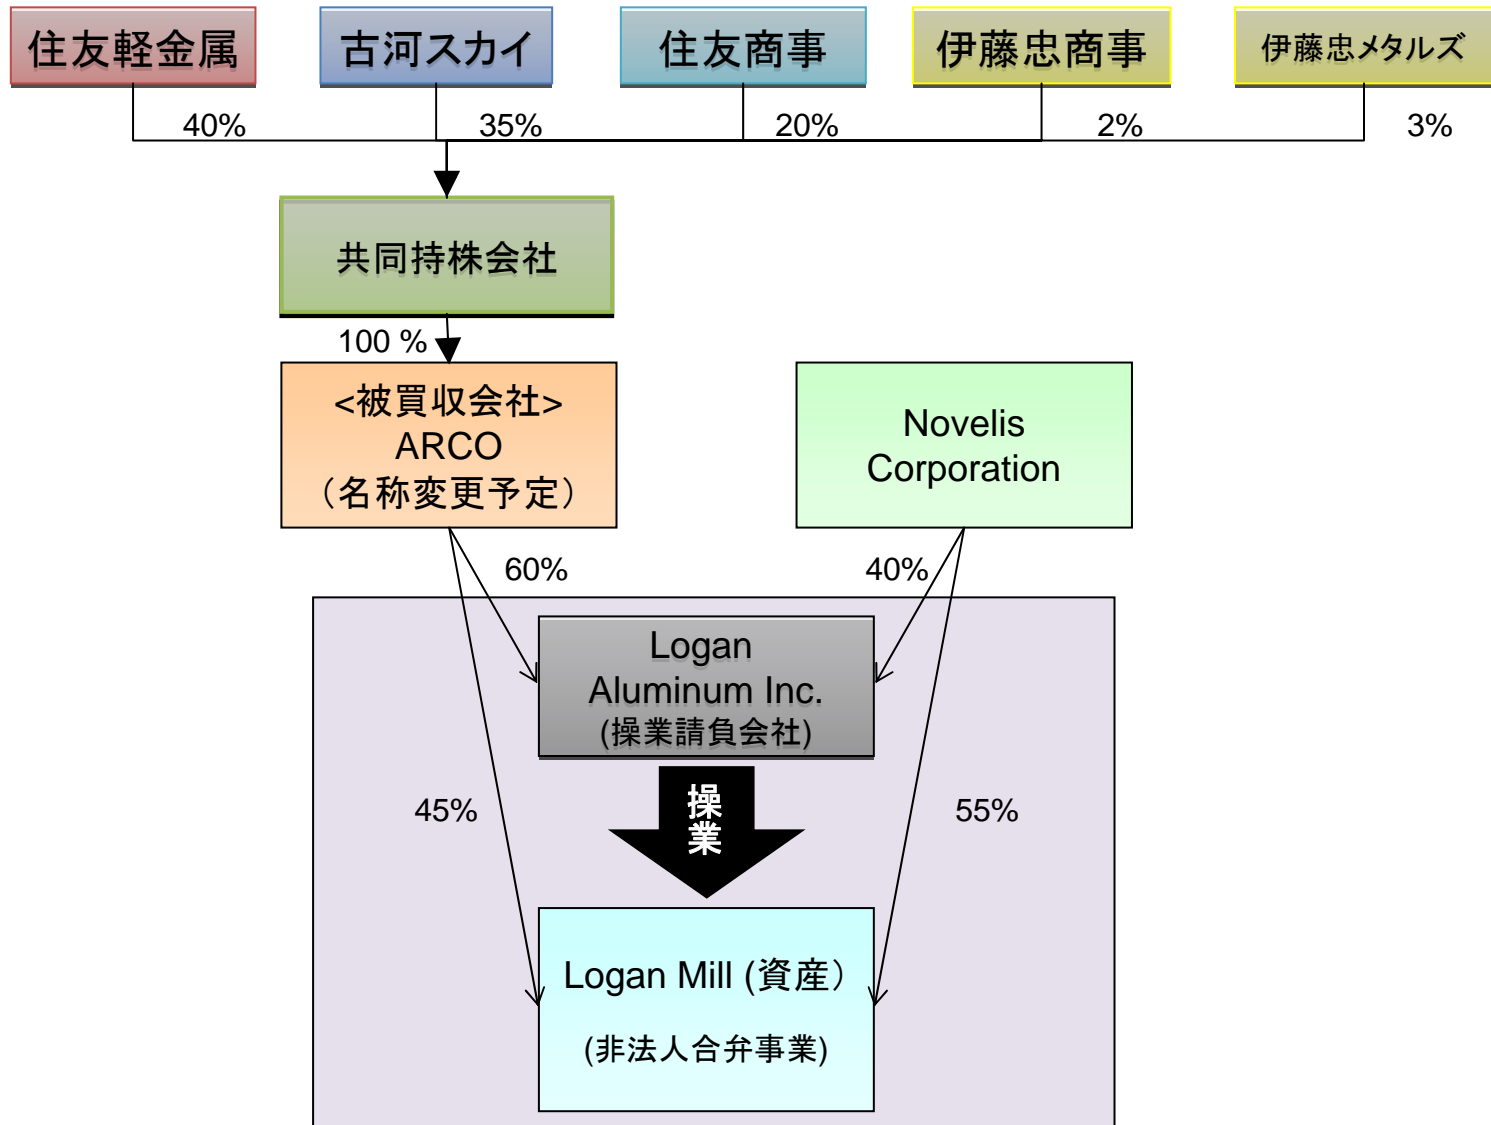 住友軽金属
古河スカイ
住友商事
伊藤忠商事
伊藤忠メタルズ
40%
35%
20%
2%
3%
共同持株会社
100 %
<被買収会社>
ARCO
（名称変更予定）
Novelis
Corporation
60%
40%
Logan
Aluminum Inc.
(操業請負会社)
45%
操
業
55%
Logan Mill (資産）
(非法人合弁事業)